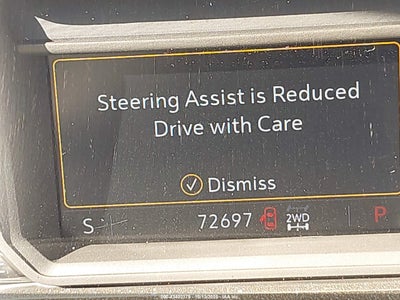 Steering Assist is Reduced
Drive with Care
Dismiss
S
72697
2WD
P